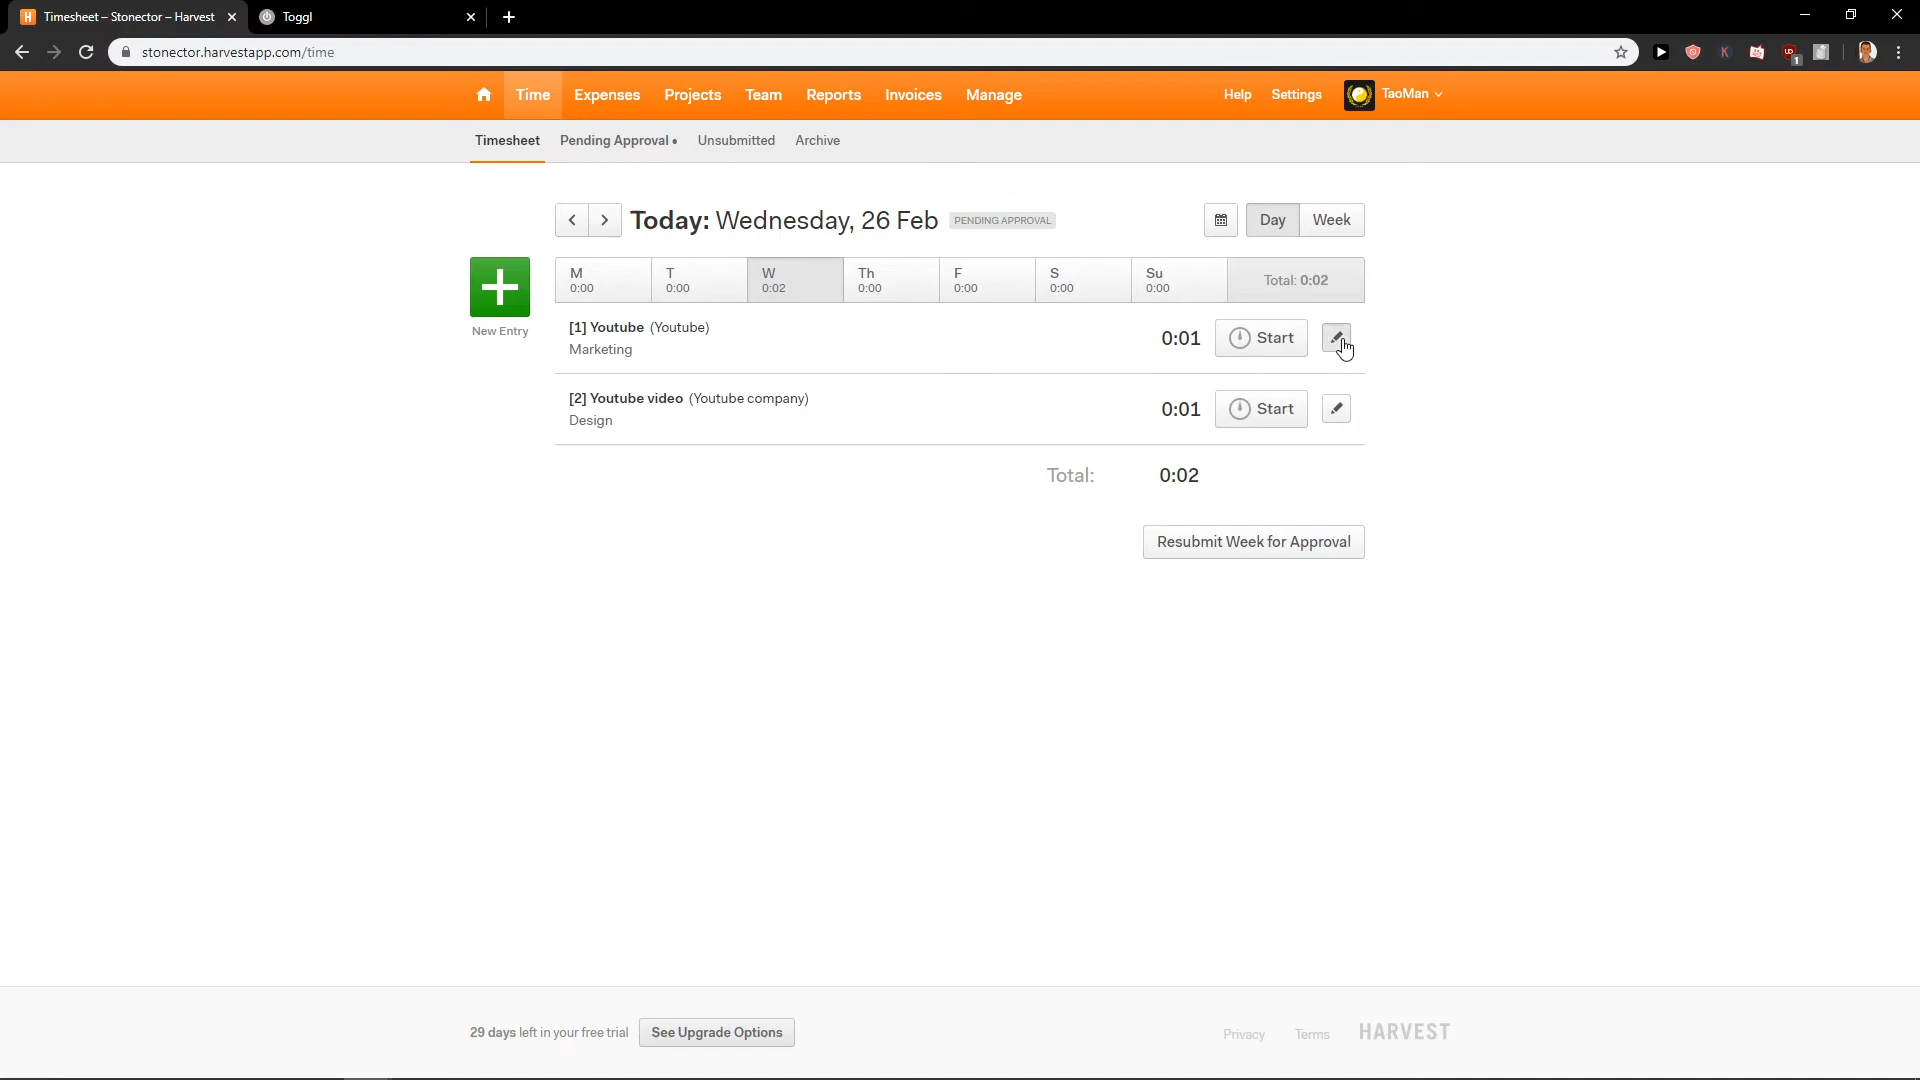 Timesheet – Stonector – Harvest
Toggl
stonector.harvestapp.com/time
Time Expenses Projects Team Reports Invoices Manage
Help Settings TaoMan
Timesheet Pending Approval • Unsubmitted Archive
Today: Wednesday, 26 Feb PENDING APPROVAL
Day Week
New Entry
M T W Th F S Su
0:00 0:00 0:02 0:00 0:00 0:00 0:00
Total: 0:02
[1] Youtube (Youtube)
Marketing
0:01 Start
[2] Youtube video (Youtube company)
Design
0:01 Start
Total: 0:02
Resubmit Week for Approval
29 days left in your free trial See Upgrade Options
Privacy Terms HARVEST